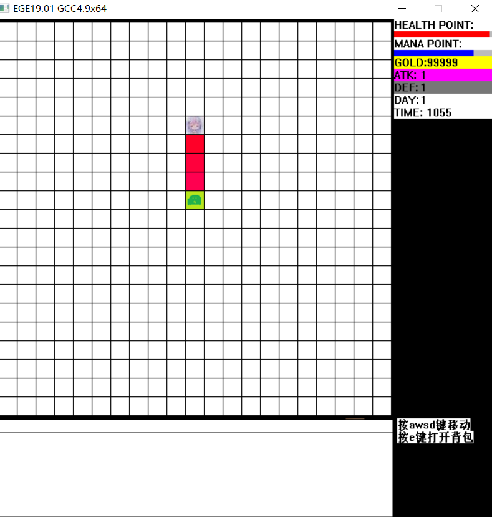 EGE19.01 GCC4.9x64
HEALTH POINT:
MANA POINT:
GOLD:99999
ATK: 1
DEF: 1
DAY: 1
TIME: 1055
按awsd键移动
按e键打开背包